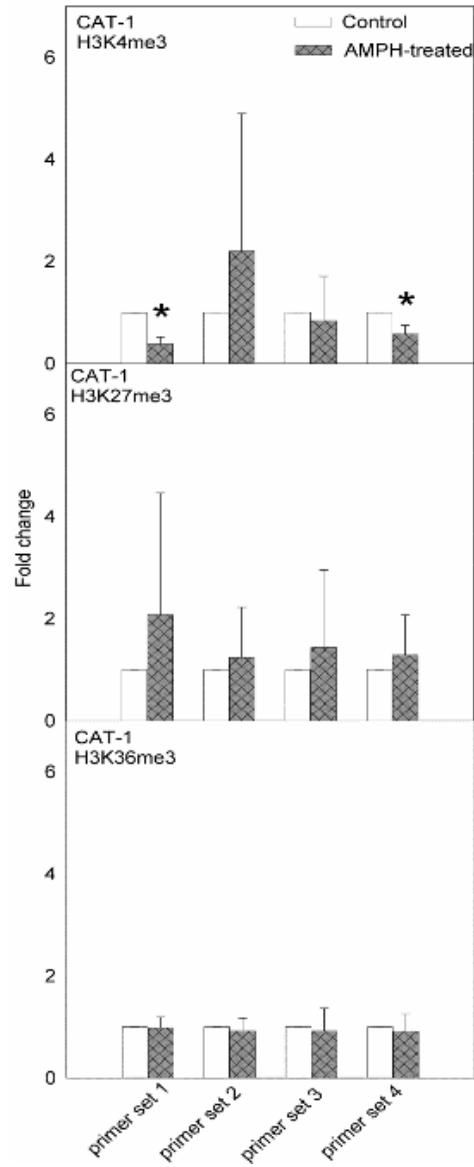 CAT-1
H3K4me3
Control
AMPH-treated
6
4
2
0
*
*
CAT-1
H3K27me3
6
4
2
0
Fold change
CAT-1
H3K36me3
6
4
2
0
primer set 1
primer set 2
primer set 3
primer set 4